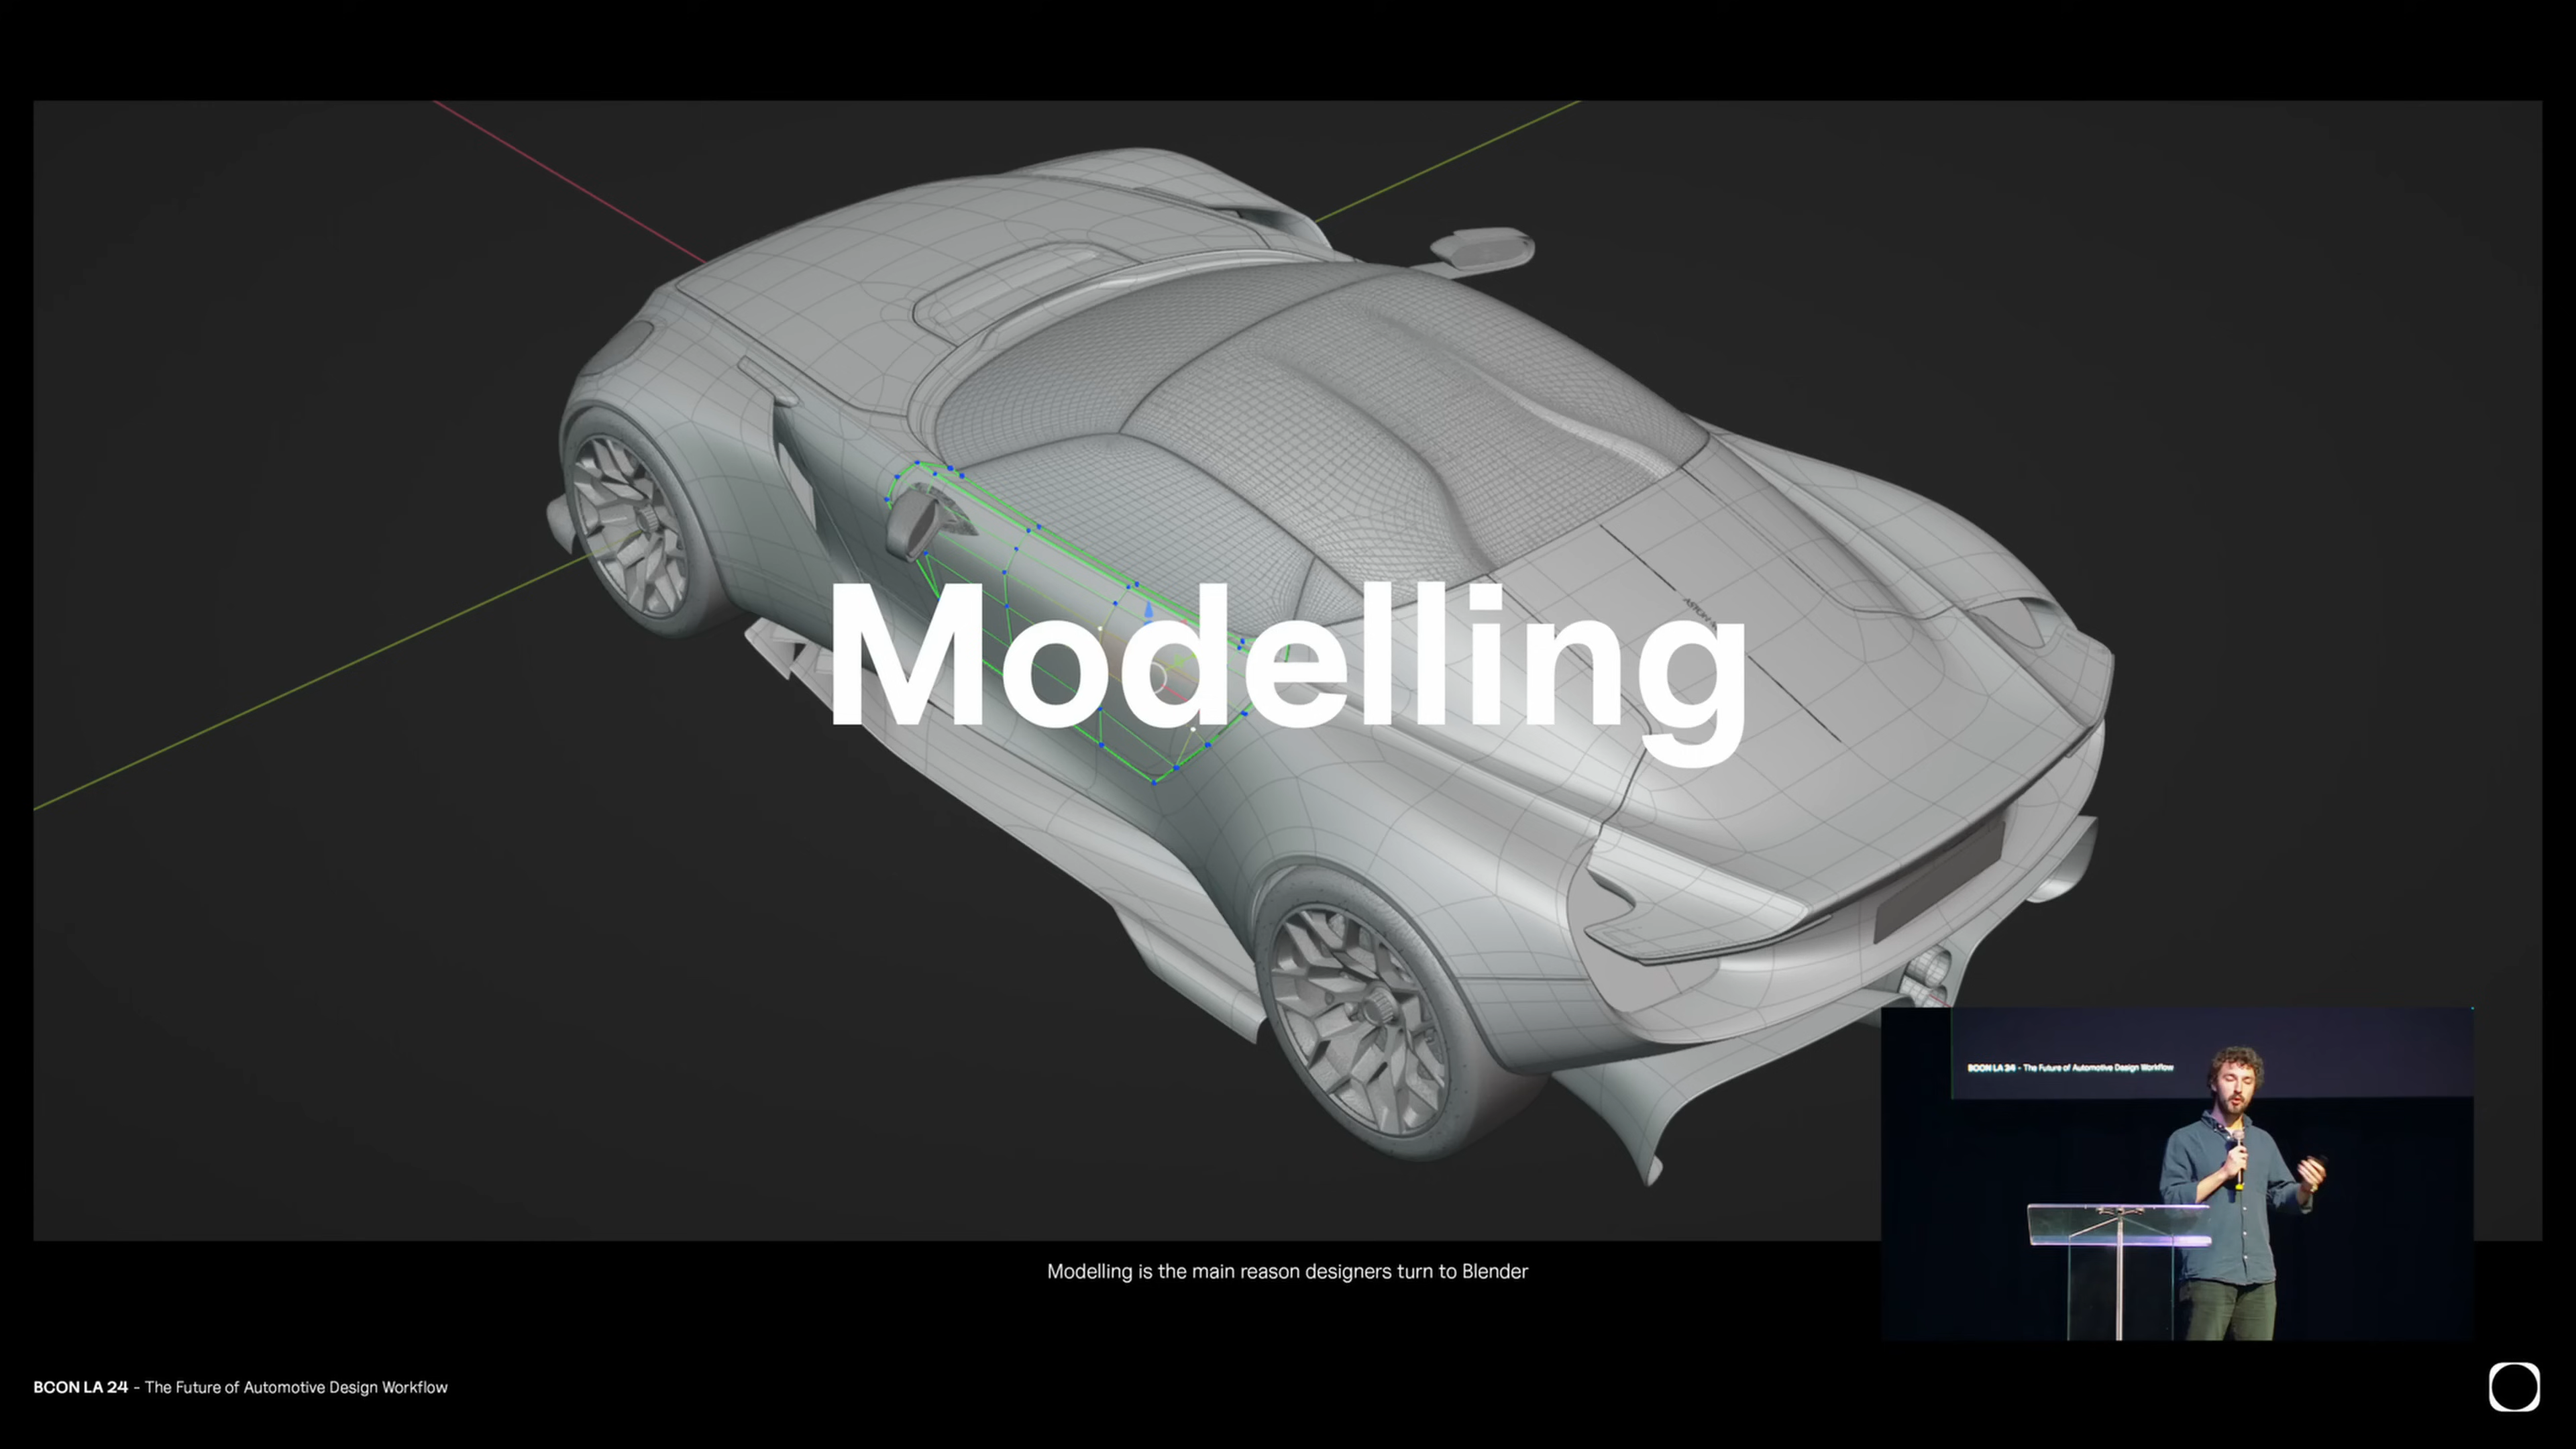 Modelling
BCON LA 24 - The Future of Automotive Design Workflow
Modelling is the main reason designers turn to Blender
BCON LA 24 - The Future of Automotive Design Workflow